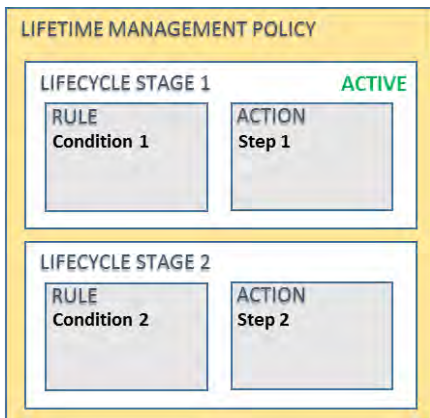 LIFETIME MANAGEMENT POLICY
LIFECYCLE STAGE 1 ACTIVE
RULE ACTION
Condition 1 Step 1
LIFECYCLE STAGE 2
RULE ACTION
Condition 2 Step 2